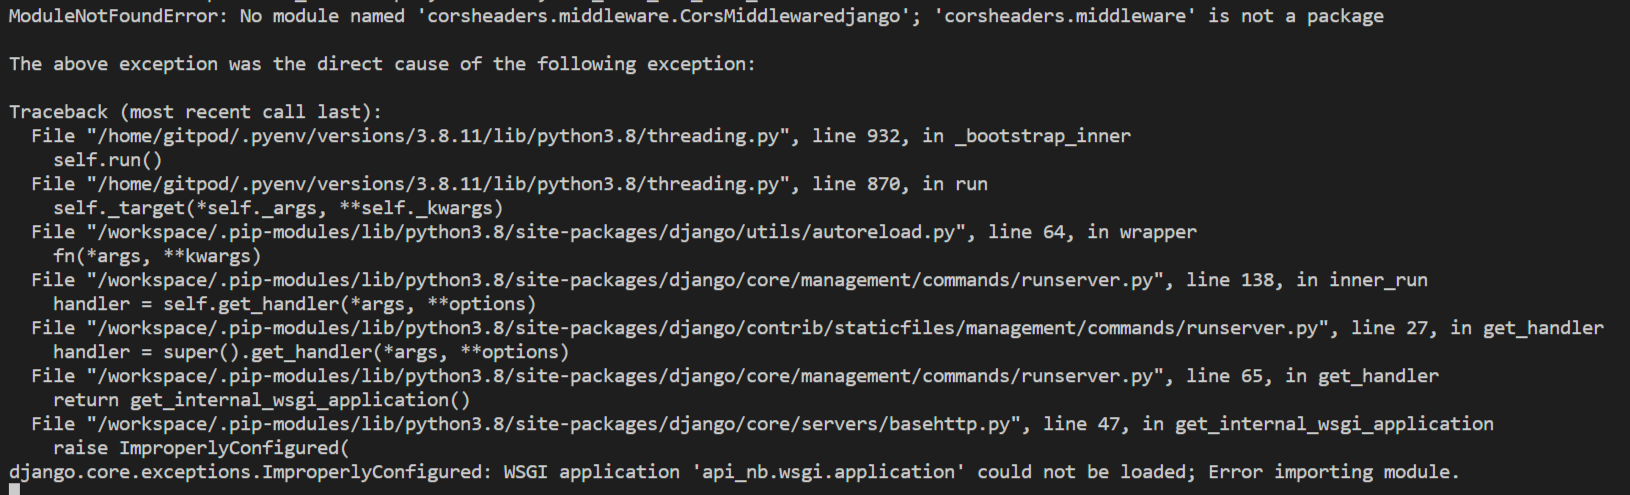 ModuleNotFoundError: No module named 'corsheaders.middleware.CorsMiddlewaredjango'; 'corsheaders.middleware' is not a package
The above exception was the direct cause of the following exception:
Traceback (most recent call last):
File "/home/gitpod/.pyenv/versions/3.8.11/lib/python3.8/threading.py", line 932, in _bootstrap_inner
self.run()
File "/home/gitpod/.pyenv/versions/3.8.11/lib/python3.8/threading.py", line 870, in run
self._target(*self._args, **self._kwargs)
File "/workspace/.pip-modules/lib/python3.8/site-packages/django/utils/autoreload.py", line 64, in wrapper
fn(*args, **kwargs)
File "/workspace/.pip-modules/lib/python3.8/site-packages/django/core/management/commands/runserver.py", line 138, in inner_run
handler = self.get_handler(*args, **options)
File "/workspace/.pip-modules/lib/python3.8/site-packages/django/contrib/staticfiles/management/commands/runserver.py", line 27, in get_handler
handler = super().get_handler(*args, **options)
File "/workspace/.pip-modules/lib/python3.8/site-packages/django/core/management/commands/runserver.py", line 65, in get_handler
return get_internal_wsgi_application()
File "/workspace/.pip-modules/lib/python3.8/site-packages/django/core/servers/basehttp.py", line 47, in get_internal_wsgi_application
raise ImproperlyConfigured(
django.core.exceptions.ImproperlyConfigured: WSGI application 'api_nb.wsgi.application' could not be loaded; Error importing module.